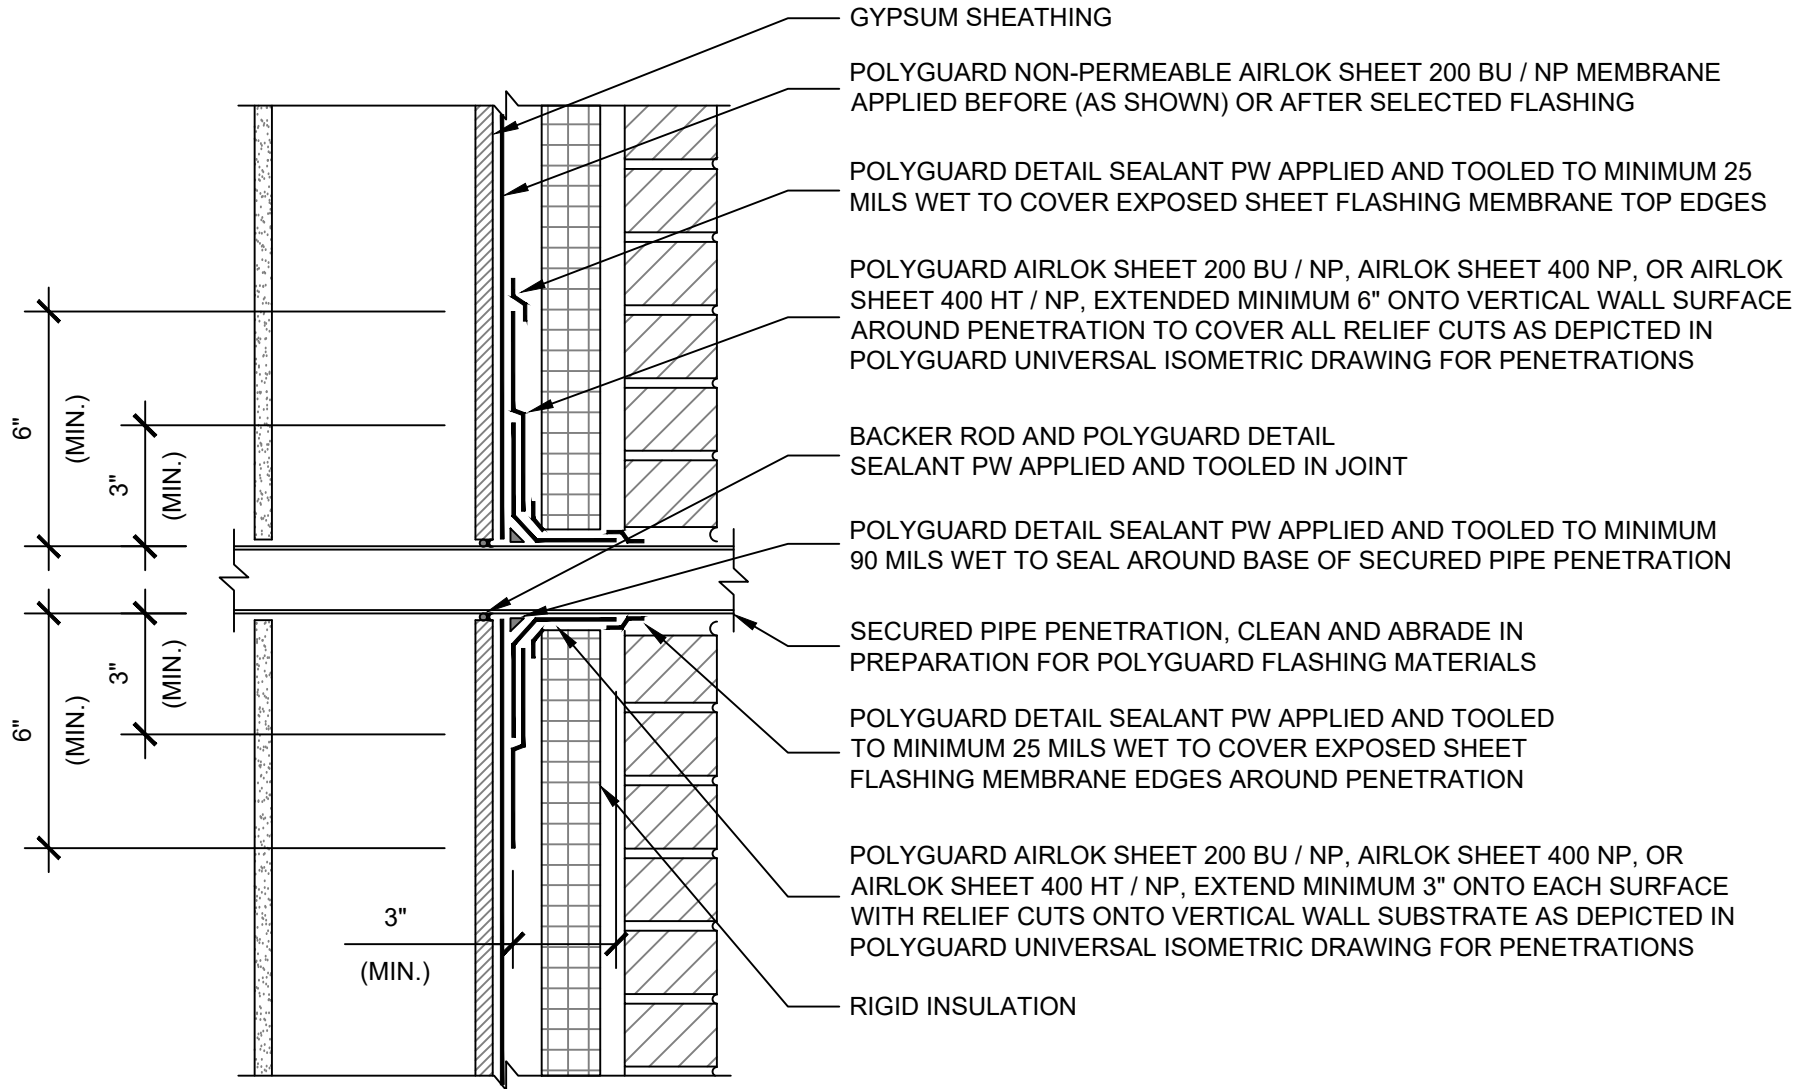 GYPSUM SHEATHING
POLYGUARD NON-PERMEABLE AIRLOK SHEET 200 BU / NP MEMBRANE
APPLIED BEFORE (AS SHOWN) OR AFTER SELECTED FLASHING
POLYGUARD DETAIL SEALANT PW APPLIED AND TOOLED TO MINIMUM 25
MILS WET TO COVER EXPOSED SHEET FLASHING MEMBRANE TOP EDGES
POLYGUARD AIRLOK SHEET 200 BU / NP, AIRLOK SHEET 400 NP, OR AIRLOK
SHEET 400 HT / NP, EXTENDED MINIMUM 6" ONTO VERTICAL WALL SURFACE
AROUND PENETRATION TO COVER ALL RELIEF CUTS AS DEPICTED IN
POLYGUARD UNIVERSAL ISOMETRIC DRAWING FOR PENETRATIONS
BACKER ROD AND POLYGUARD DETAIL
SEALANT PW APPLIED AND TOOLED IN JOINT
POLYGUARD DETAIL SEALANT PW APPLIED AND TOOLED TO MINIMUM
90 MILS WET TO SEAL AROUND BASE OF SECURED PIPE PENETRATION
SECURED PIPE PENETRATION, CLEAN AND ABRADE IN
PREPARATION FOR POLYGUARD FLASHING MATERIALS
POLYGUARD DETAIL SEALANT PW APPLIED AND TOOLED
TO MINIMUM 25 MILS WET TO COVER EXPOSED SHEET
FLASHING MEMBRANE EDGES AROUND PENETRATION
POLYGUARD AIRLOK SHEET 200 BU / NP, AIRLOK SHEET 400 NP, OR
AIRLOK SHEET 400 HT / NP, EXTEND MINIMUM 3" ONTO EACH SURFACE
WITH RELIEF CUTS ONTO VERTICAL WALL SUBSTRATE AS DEPICTED IN
POLYGUARD UNIVERSAL ISOMETRIC DRAWING FOR PENETRATIONS
RIGID INSULATION
6"
(MIN.)
3"
(MIN.)
6"
(MIN.)
3"
(MIN.)
3"
(MIN.)